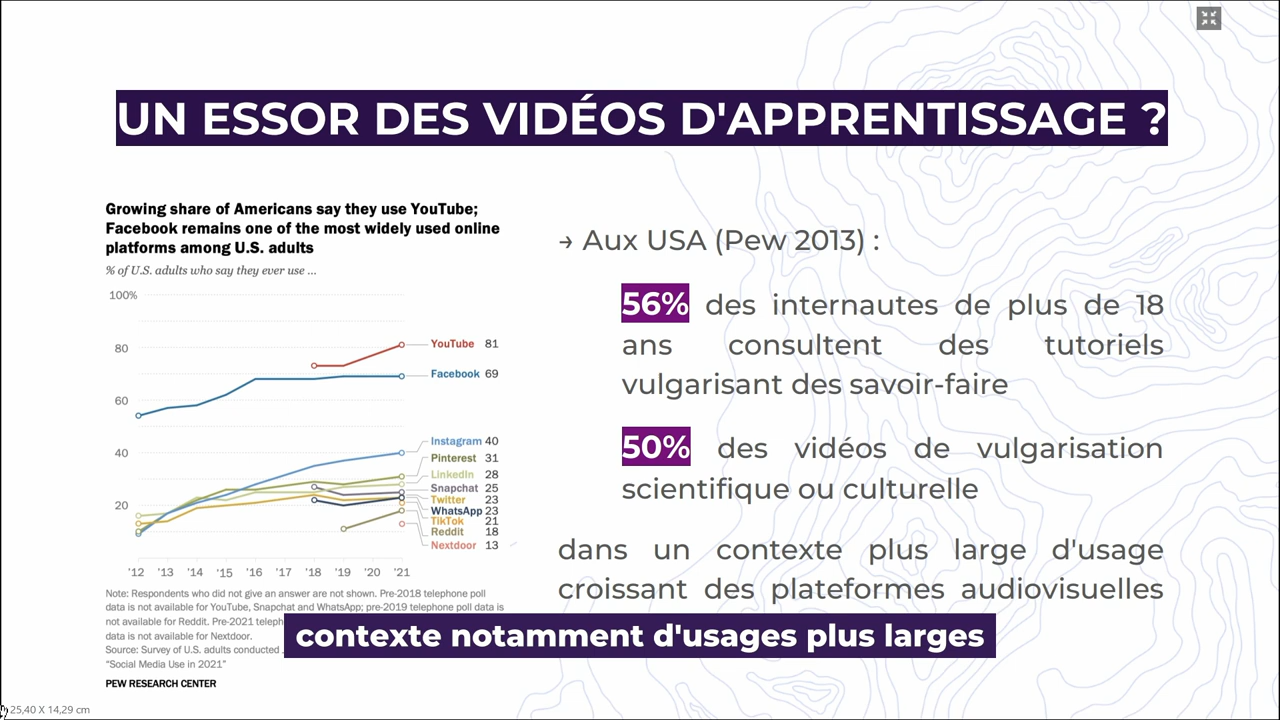 UN ESSOR DES VIDÉOS D'APPRENTISSAGE ?
Growing share of Americans say they use YouTube;
Facebook remains one of the most widely used online
platforms among U.S. adults
% of U.S. adults who say they ever use ...
100%
80
60
40
20
YouTube 81
Facebook 69
Instagram 40
Pinterest 31
LinkedIn 28
Snapchat 25
Twitter 23
WhatsApp 23
TikTok 21
Reddit 18
Nextdoor 13
'12 '13 '14 '15 '16 '17 '18 '19 '20 '21
Note: Respondents who did not give an answer are not shown. Pre-2018 telephone poll
data is not available for YouTube, Snapchat and WhatsApp; pre-2019 telephone poll data is
not available for Reddit. Pre-2021 teleph
data is not available for Nextdoor.
Source: Survey of U.S. adults conducted
“Social Media Use in 2021”
PEW RESEARCH CENTER
→ Aux USA (Pew 2013) :
56% des internautes de plus de 18
ans consultent des tutoriels
vulgarisant des savoir-faire
50% des vidéos de vulgarisation
scientifique ou culturelle
dans un contexte plus large d'usage
croissant des plateformes audiovisuelles
contexte notamment d'usages plus larges
25,40 X 14,29 cm